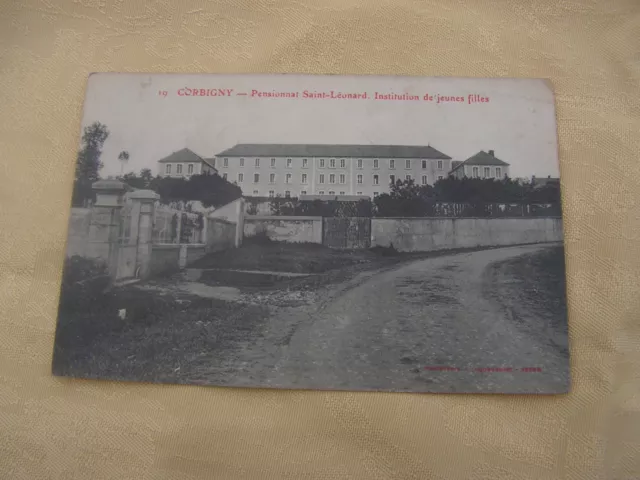 19 CORBIGNY — Pensionnat Saint-Léonard. Institution de jeunes filles